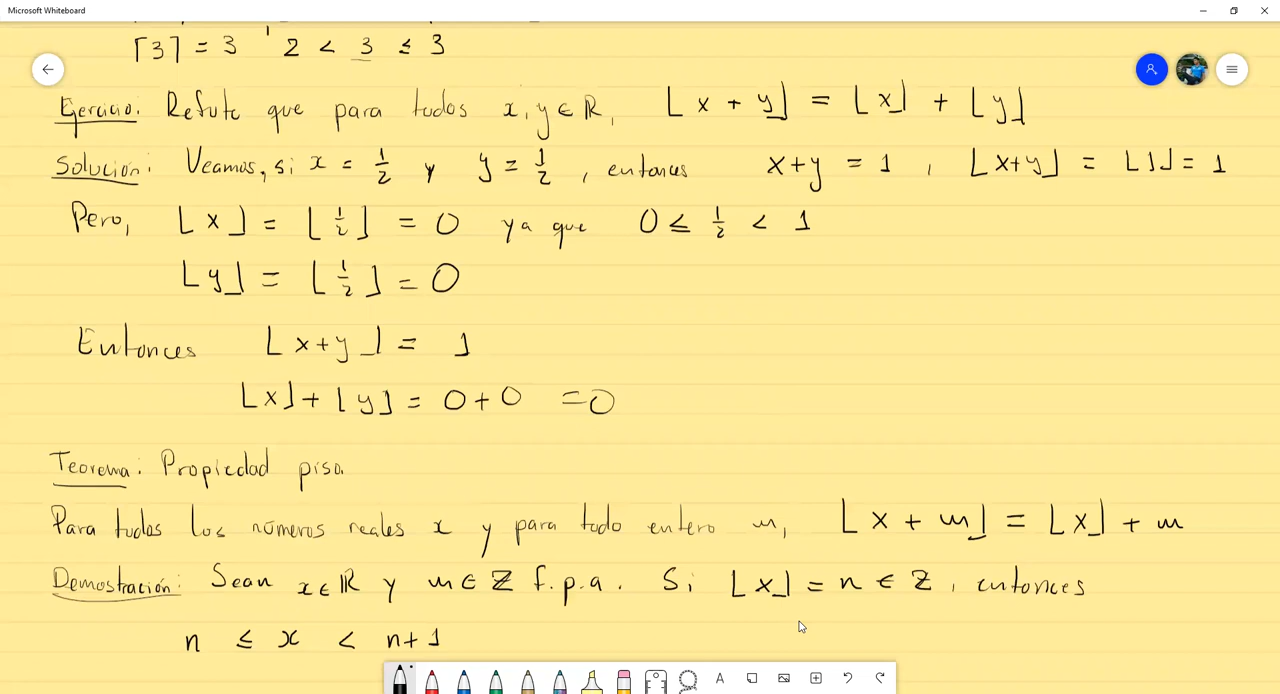 Microsoft Whiteboard
⌈3⌉ = 3 ' 2 < 3 ≤ 3
Ejercicio: Refute que para todos x, y ∈ ℝ, ⌊x + y⌋ = ⌊x⌋ + ⌊y⌋
Solución: Veamos, si x = 1/2 y y = 1/2, entonces x+y = 1, ⌊x+y⌋ = ⌊1⌋ = 1
Pero, ⌊x⌋ = ⌊1/2⌋ = 0 ya que 0 ≤ 1/2 < 1
⌊y⌋ = ⌊1/2⌋ = 0
Entonces ⌊x+y⌋ = 1
⌊x⌋ + ⌊y⌋ = 0 + 0 = 0
Teorema: Propiedad piso.
Para todos los números reales x y para todo entero m, ⌊x + m⌋ = ⌊x⌋ + m
Demostración: Sean x ∈ ℝ y m ∈ ℤ f.p.a. Si ⌊x⌋ = n ∈ ℤ, entonces
n ≤ x < n+1
A